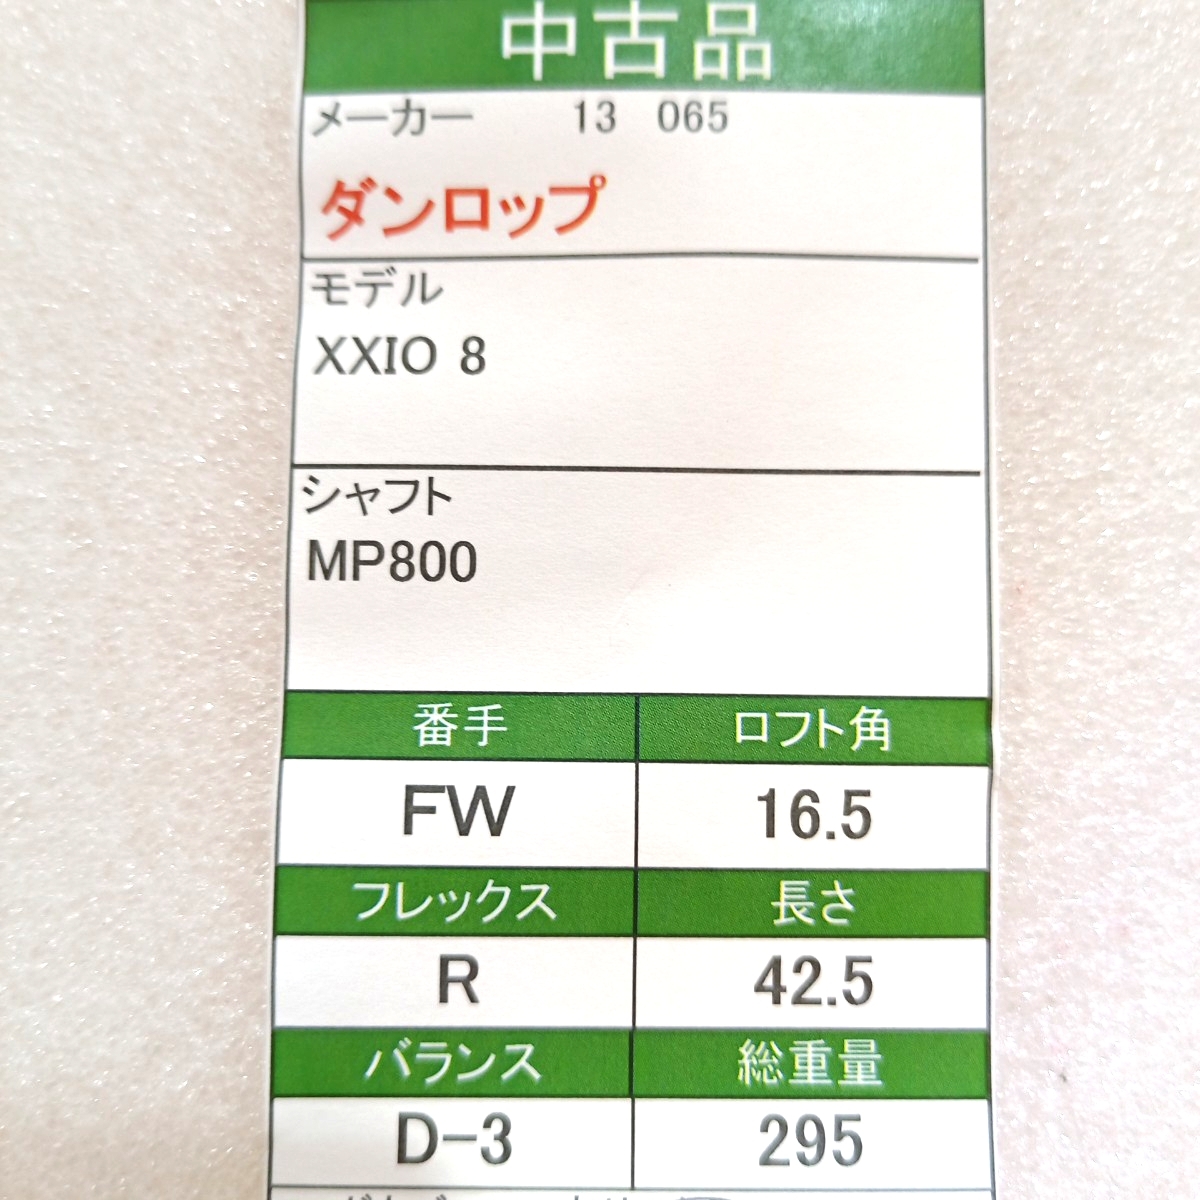 中古品
メーカー 13 065
ダンロップ
モデル
XXIO 8
シャフト
MP800
番手 ロフト角
FW 16.5
フレックス 長さ
R 42.5
バランス 総重量
D-3 295